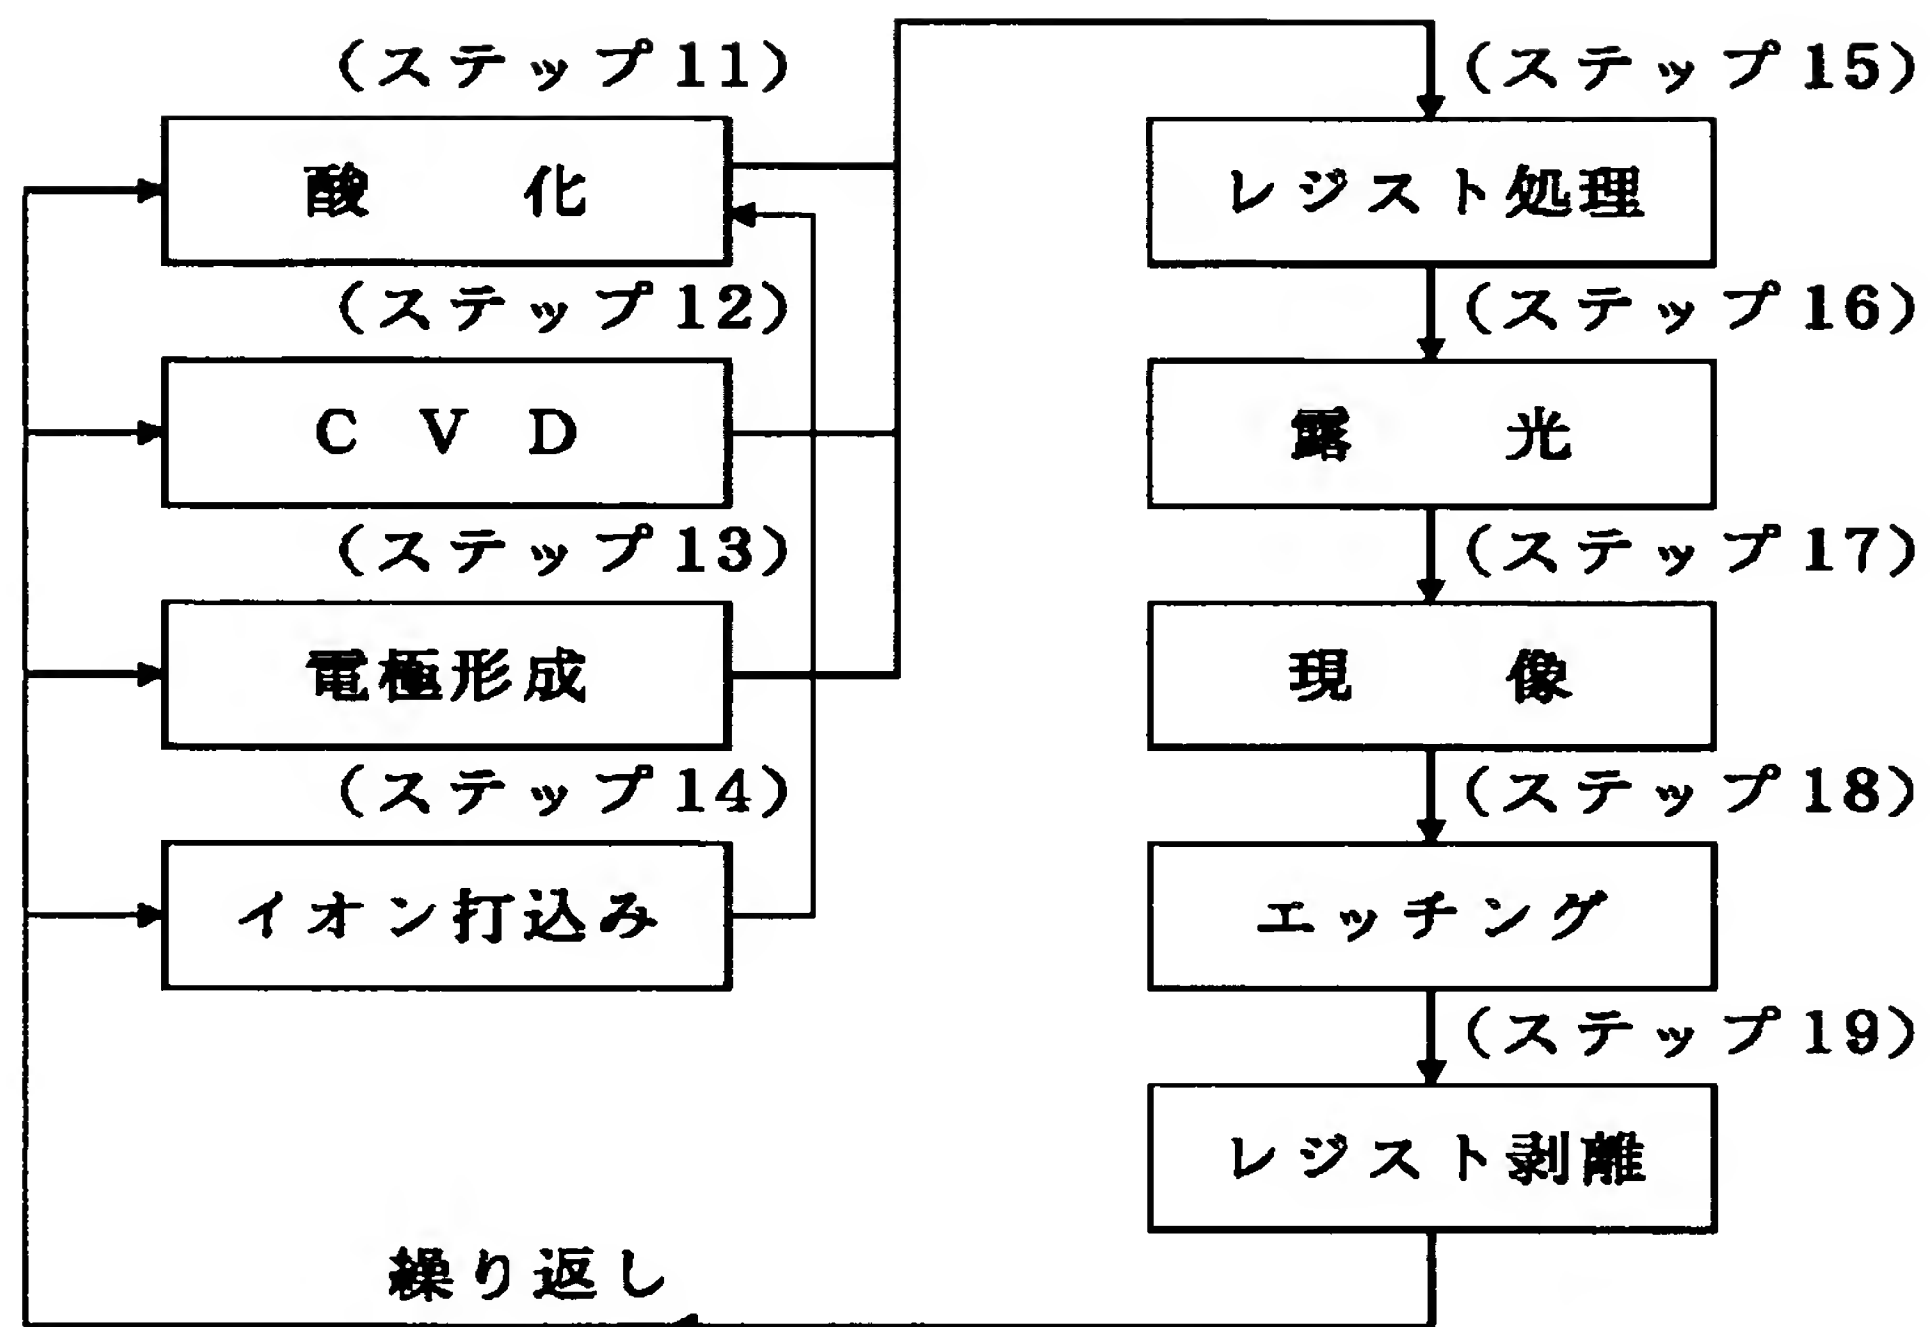 (ステップ11)
酸 化
(ステップ12)
C V D
(ステップ13)
電極形成
(ステップ14)
イオン打込み
(ステップ15)
レジスト処理
(ステップ16)
露 光
(ステップ17)
現 像
(ステップ18)
エッチング
(ステップ19)
レジスト剥離
繰り返し